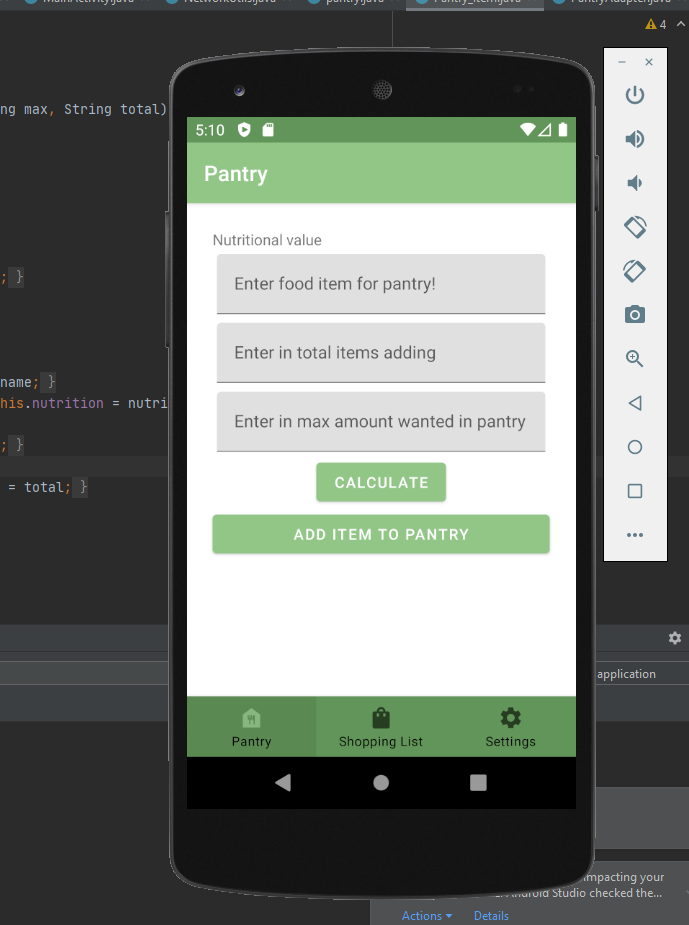 MainActivity.java
NetworkUtils.java
pantry.java
Pantry_item.java
PantryAdapter.java
4
ng max, String total)
5:10
Pantry
Nutritional value
; }
Enter food item for pantry!
Enter in total items adding
name; }
his.nutrition = nutri
Enter in max amount wanted in pantry
; }
CALCULATE
= total; }
ADD ITEM TO PANTRY
application
Pantry
Shopping List
Settings
impacting your
Android Studio checked the...
Actions
Details